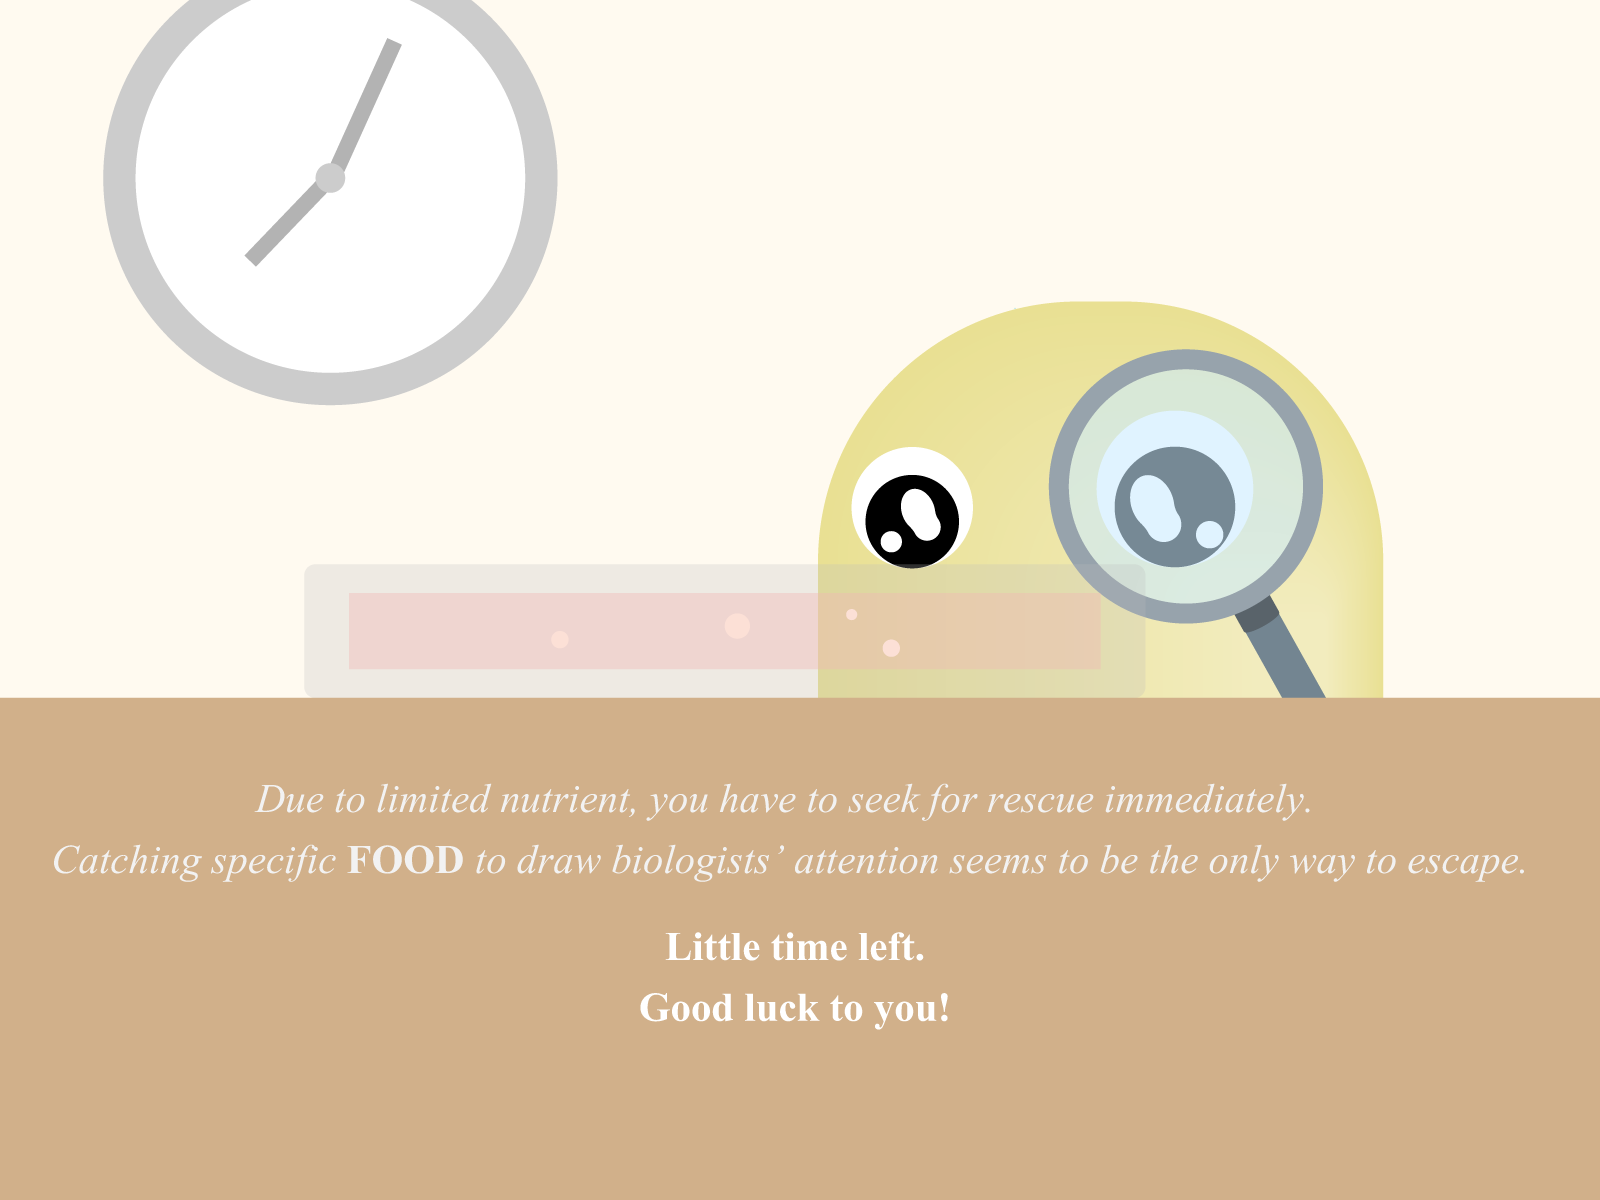 Due to limited nutrient, you have to seek for rescue immediately.
Catching specific FOOD to draw biologists’ attention seems to be the only way to escape.
Little time left.
Good luck to you!